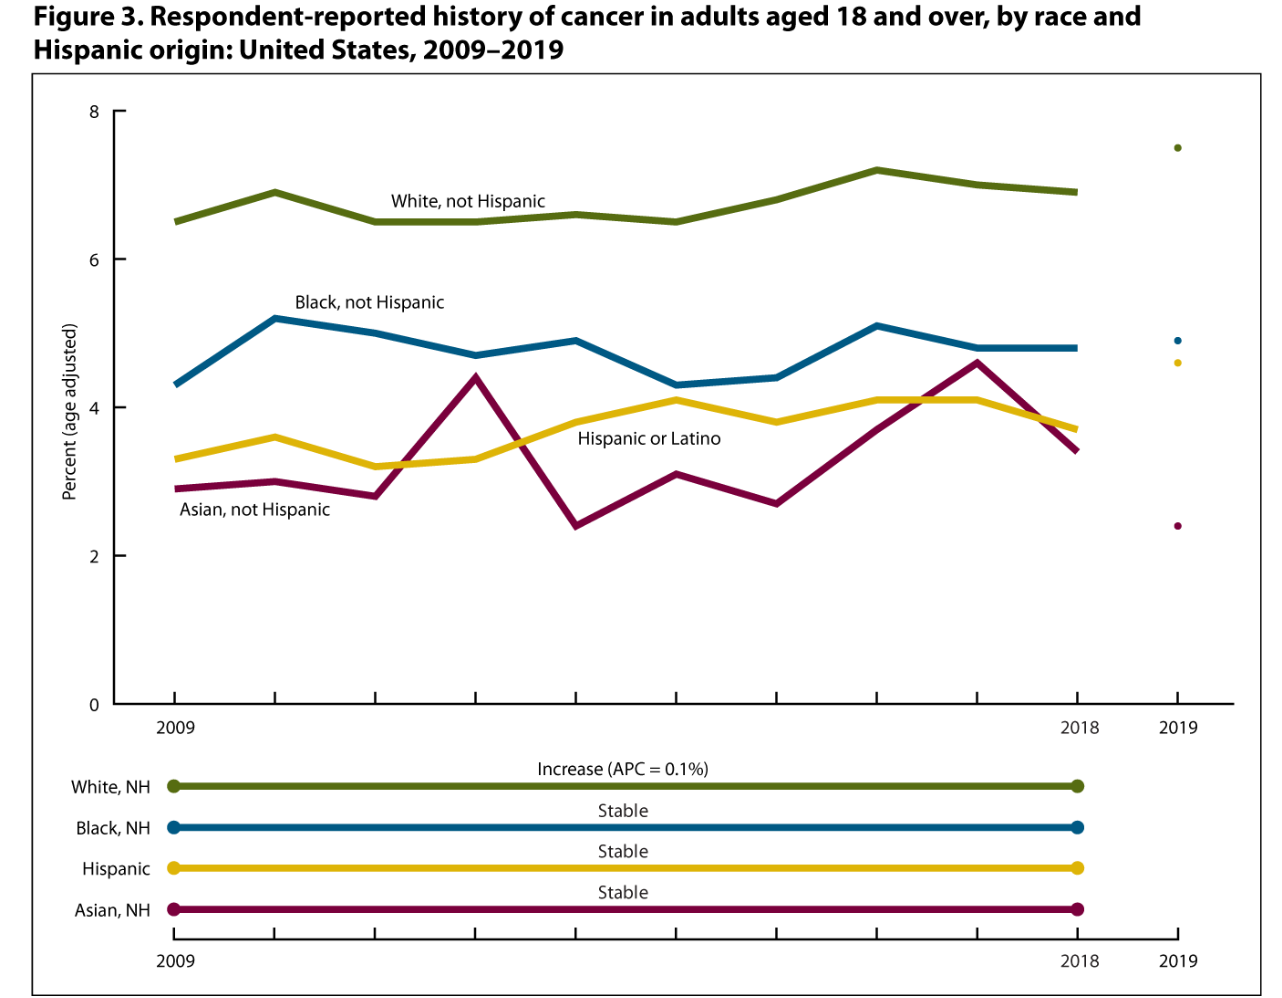 Figure 3. Respondent-reported history of cancer in adults aged 18 and over, by race and
Hispanic origin: United States, 2009–2019
8
White, not Hispanic
6
Black, not Hispanic
Percent (age adjusted)
4
Hispanic or Latino
Asian, not Hispanic
2
0
2009 2018 2019
Increase (APC = 0.1%)
White, NH
Stable
Black, NH
Stable
Hispanic
Stable
Asian, NH
2009 2018 2019